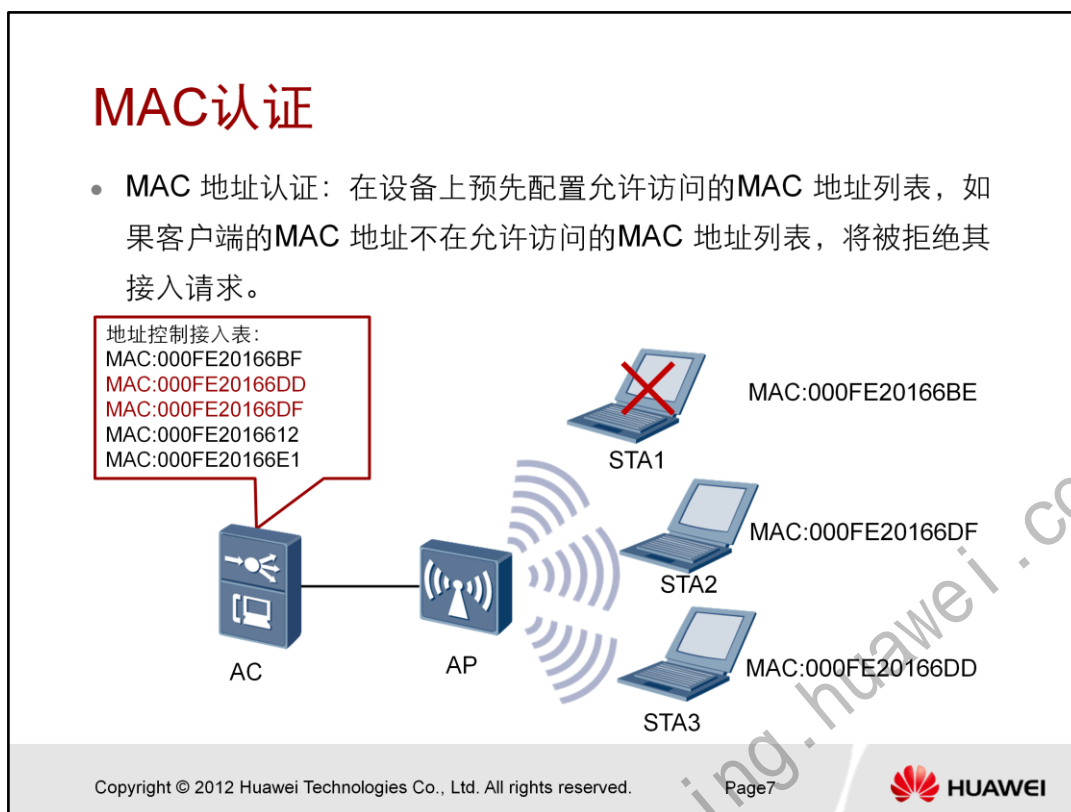 MAC认证
• MAC 地址认证：在设备上预先配置允许访问的MAC 地址列表，如
果客户端的MAC 地址不在允许访问的MAC 地址列表，将被拒绝其
接入请求。
地址控制接入表：
MAC:000FE20166BF
MAC:000FE20166DD
MAC:000FE20166DF
MAC:000FE2016612
MAC:000FE20166E1
MAC:000FE20166BE
STA1
MAC:000FE20166DF
STA2
MAC:000FE20166DD
STA3
AC
AP
Copyright © 2012 Huawei Technologies Co., Ltd. All rights reserved.
Page7
HUAWEI
ing.huawei.co